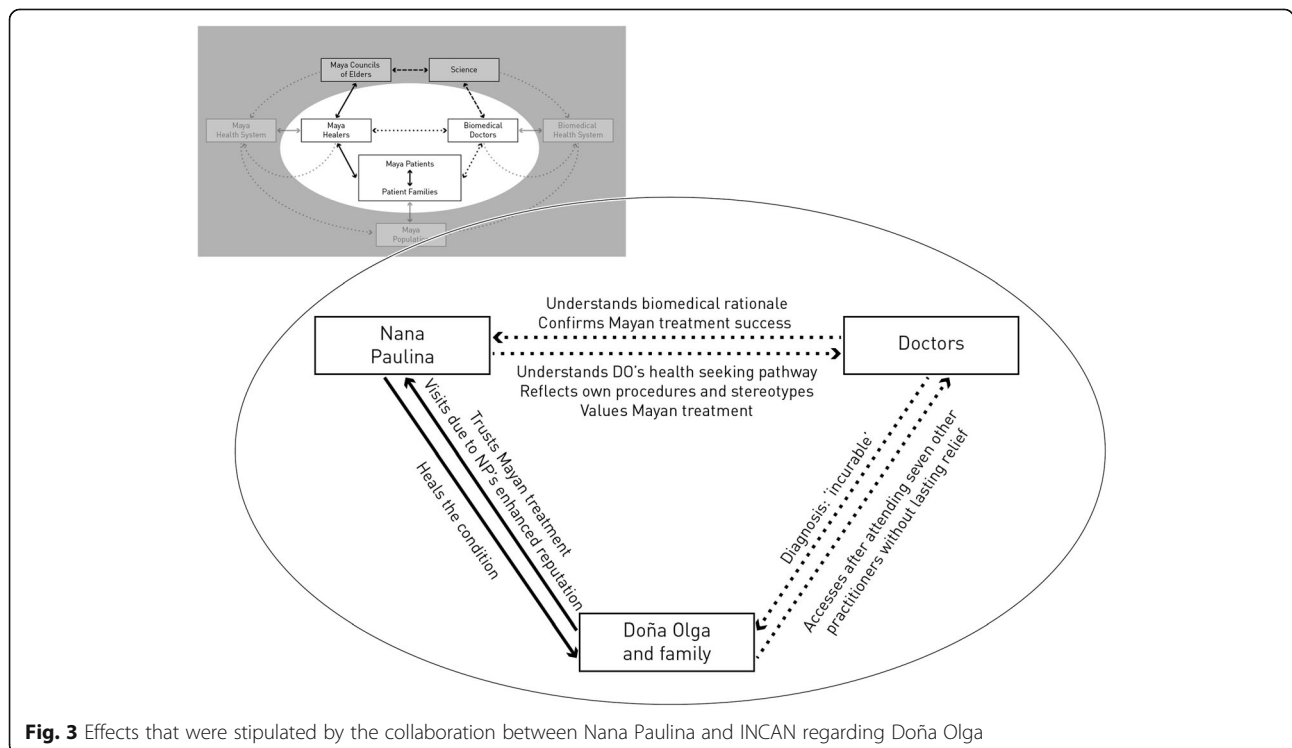 Maya Councils
of Elders
Science
Maya
Health System
Maya
Healers
Biomedical
Doctors
Biomedical
Health System
Maya Patients
Patient Families
Maya
Population
Understands biomedical rationale
Confirms Mayan treatment success
Nana
Paulina
Doctors
Understands DO's health seeking pathway
Reflects own procedures and stereotypes
Values Mayan treatment
Trusts Mayan treatment
Visits due to NP's enhanced reputation
Heals the condition
Diagnosis: 'incurable'
Accesses after attending seven other
practitioners without lasting relief
Doña Olga
and family
Fig. 3 Effects that were stipulated by the collaboration between Nana Paulina and INCAN regarding Doña Olga